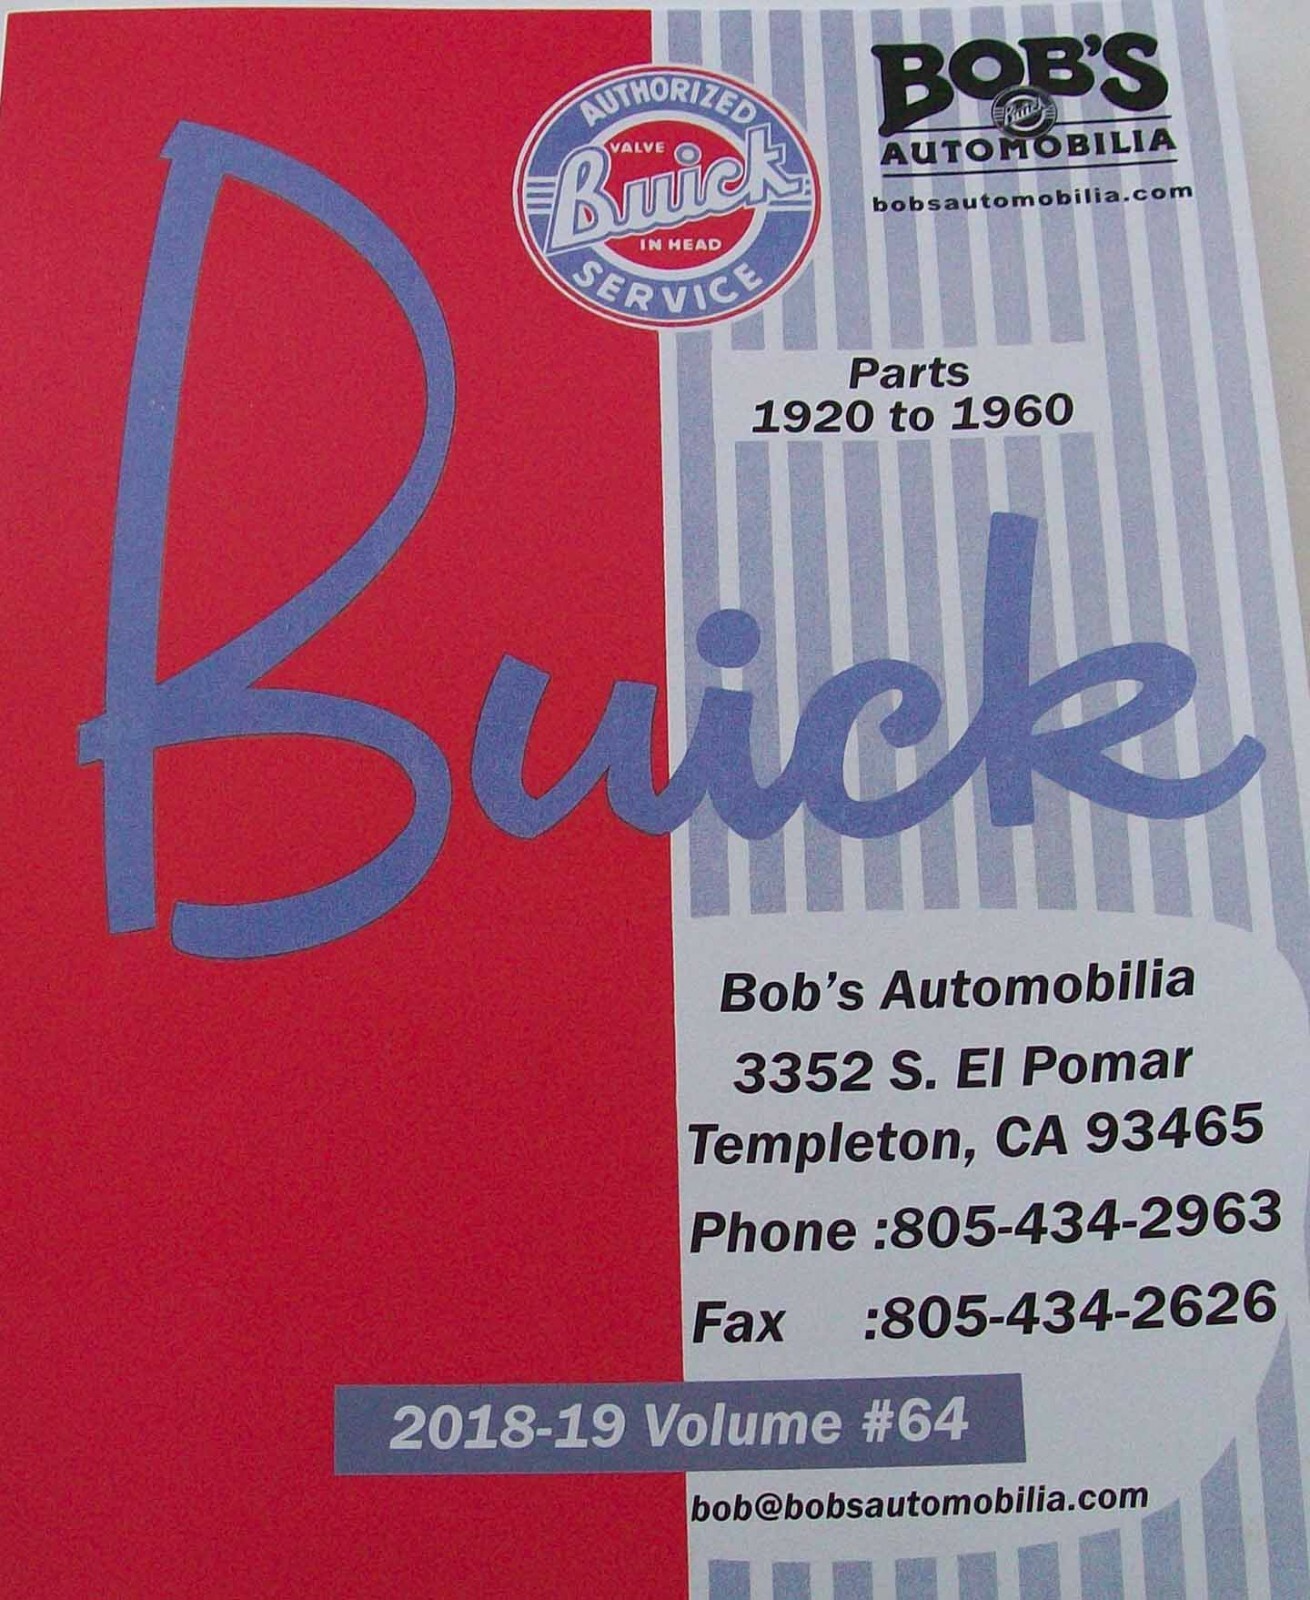 AUTHORIZED
VALVE
Buick
IN HEAD
SERVICE
BOB'S
Buick
AUTOMOBILIA
bobsautomobilia.com
Parts
1920 to 1960
Buick
Bob's Automobilia
3352 S. El Pomar
Templeton, CA 93465
Phone :805-434-2963
Fax :805-434-2626
2018-19 Volume #64
bob@bobsautomobilia.com